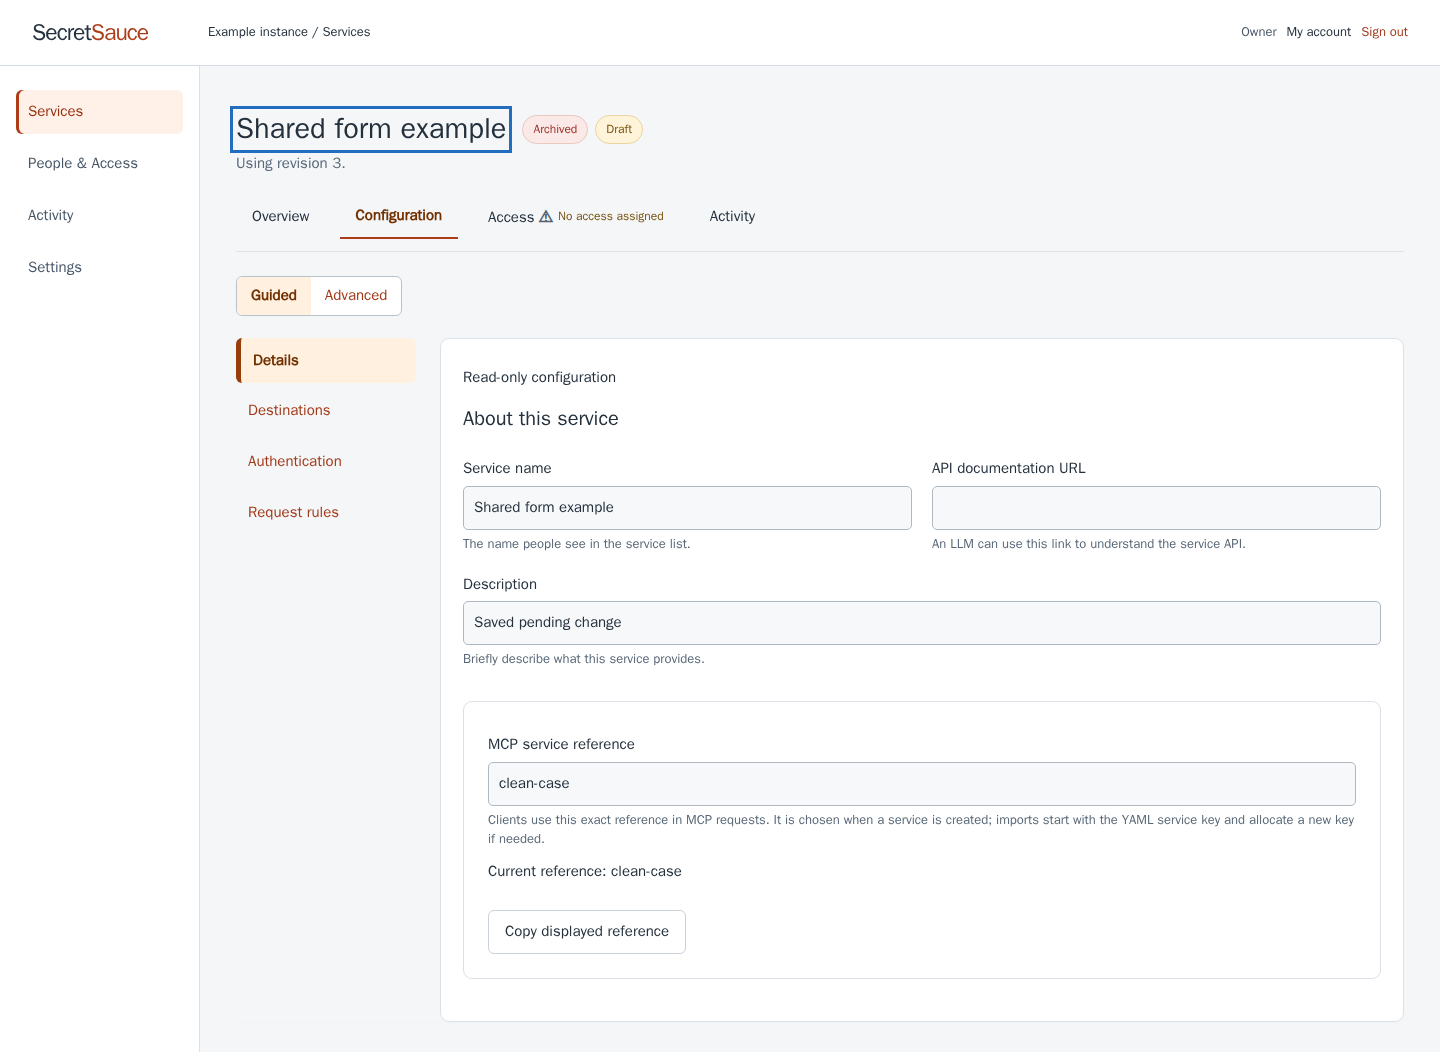 SecretSauce
Example instance / Services
Owner My account Sign out
Services
People & Access
Activity
Settings
Shared form example
Archived
Draft
Using revision 3.
Overview
Configuration
Access ⚠ No access assigned
Activity
Guided
Advanced
Details
Destinations
Authentication
Request rules
Read-only configuration
About this service
Service name
Shared form example
The name people see in the service list.
API documentation URL
An LLM can use this link to understand the service API.
Description
Saved pending change
Briefly describe what this service provides.
MCP service reference
clean-case
Clients use this exact reference in MCP requests. It is chosen when a service is created; imports start with the YAML service key and allocate a new key
if needed.
Current reference: clean-case
Copy displayed reference